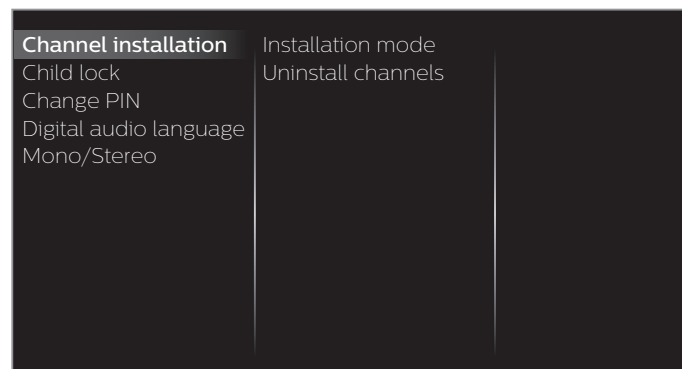 Channel installation
Child lock
Change PIN
Digital audio language
Mono/Stereo
Installation mode
Uninstall channels